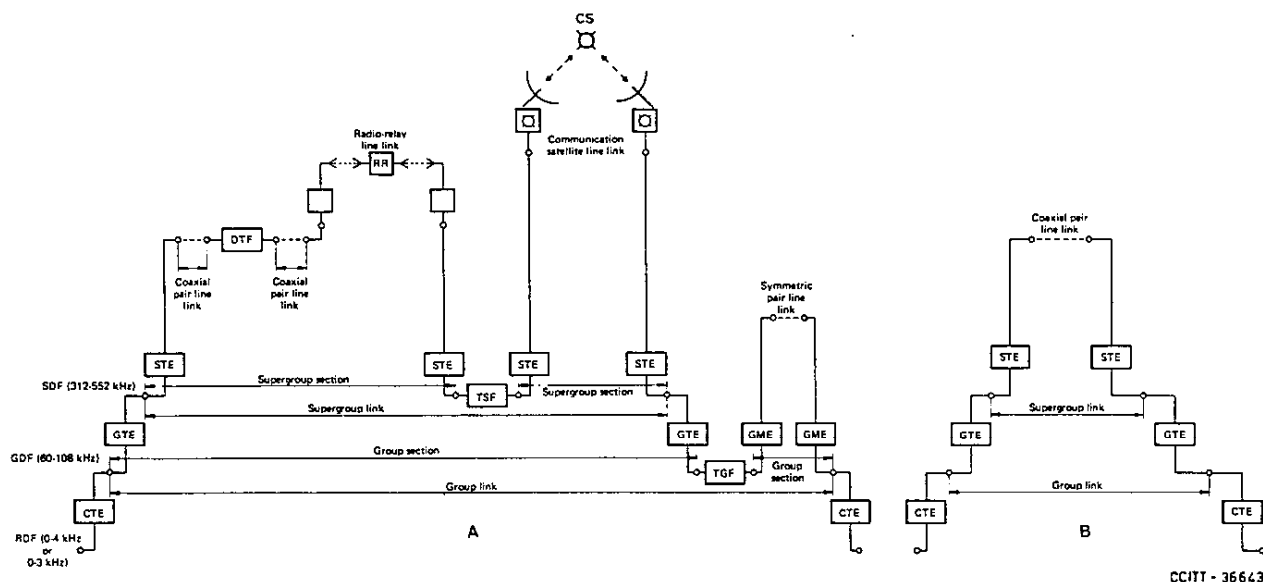 CS
Radio-relay
line link
RR
Communication
satellite line link
DTF
Coaxial
pair line
link
Coaxial
pair line
link
Coaxial pair
line link
Symmetric
pair line
link
STE
STE
STE
STE
STE
STE
SDF (312-552 kHz)
Supergroup section
TSF
Supergroup section
Supergroup link
Supergroup link
GTE
GTE
GME
GME
GTE
GTE
GDF (60-108 kHz)
Group section
TGF
Group
section
Group link
Group link
CTE
CTE
CTE
CTE
RDF (0-4 kHz
or
0-3 kHz)
A
B
CCITT - 36643